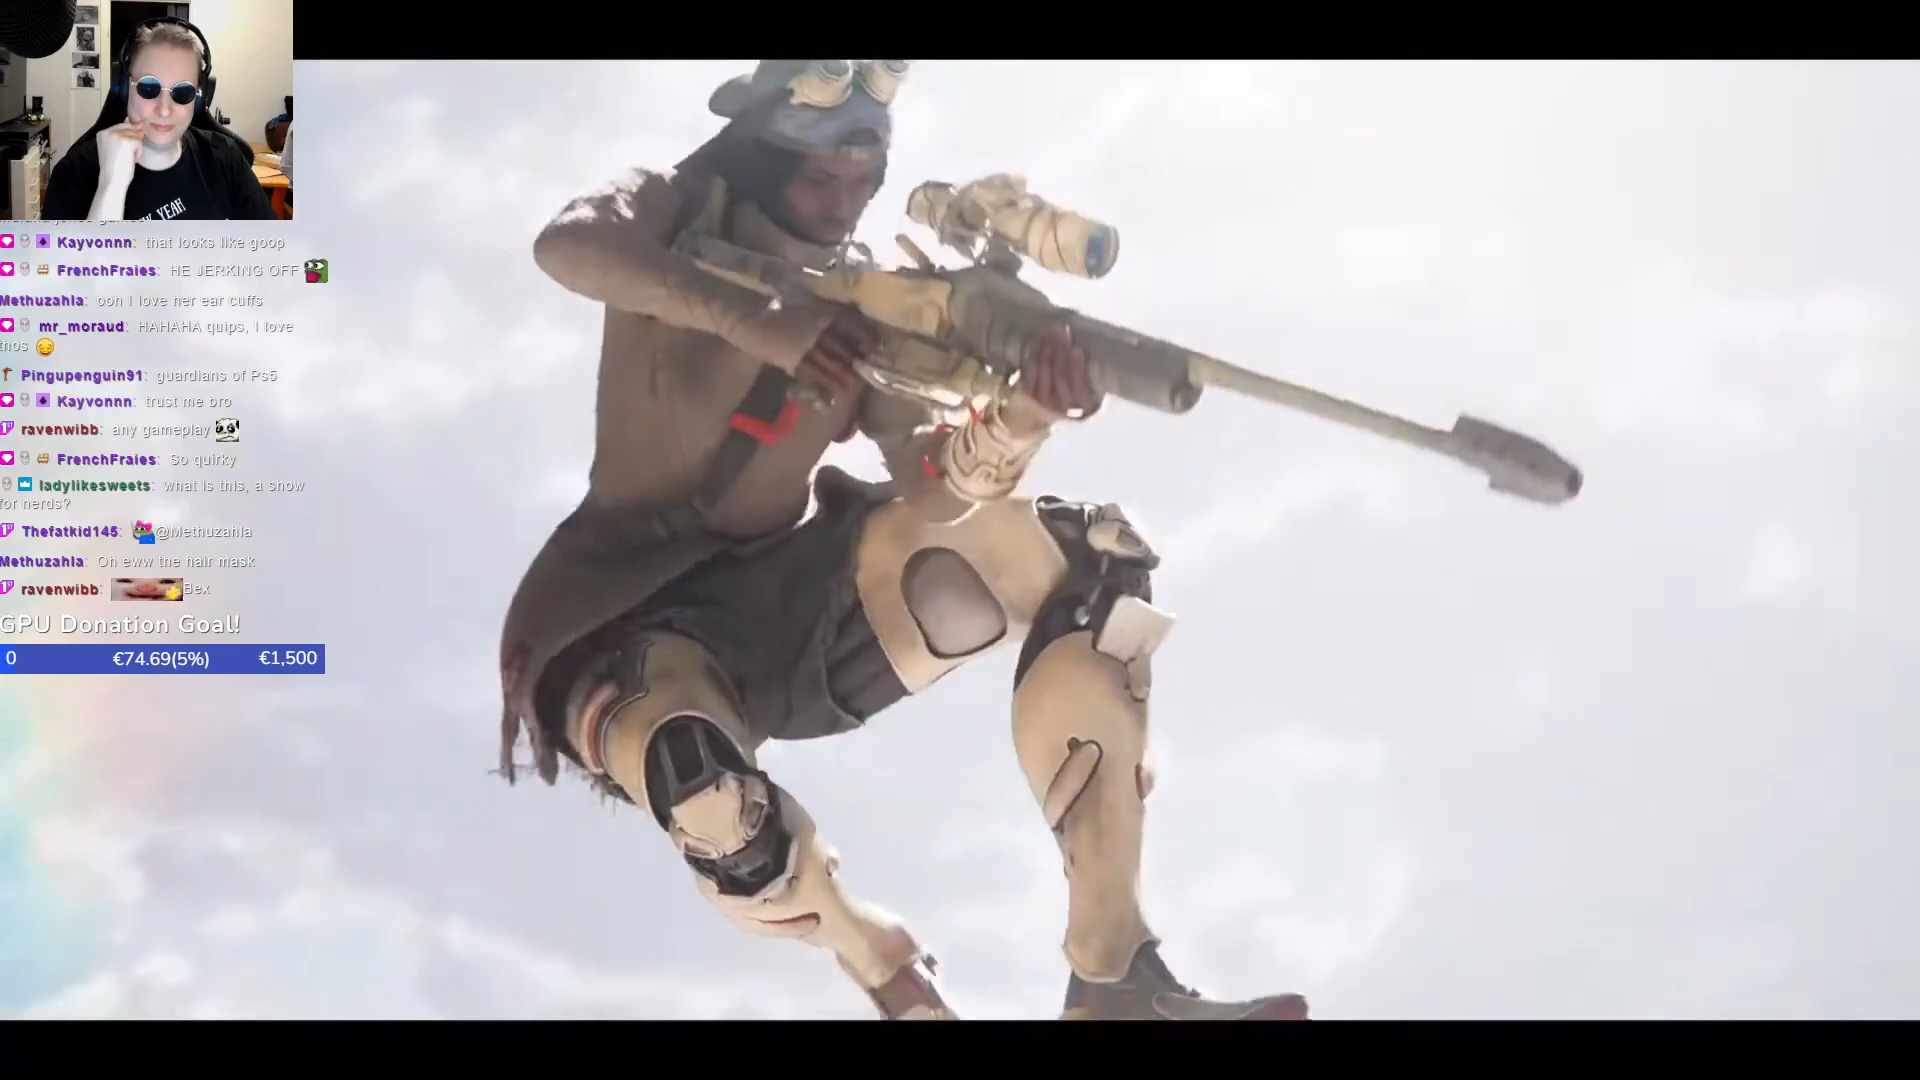 YEAH
Kayvonnn: that looks like goop
FrenchFraies: HE JERKING OFF
Methuzahla: ooh I love her ear cuffs
mr_moraud: HAHAHA quips, I love
Pingupenguin91: guardians of Ps5
Kayvonnn: trust me bro
ravenwibb: any gameplay
FrenchFraies: So quirky
ladylikesweets: what is this, a show
for nerds?
Thefatkid145: @Methuzahla
Methuzahla: Oh eww the hair mask
ravenwibb: Bex
GPU Donation Goal!
0 €74.69(5%) €1,500